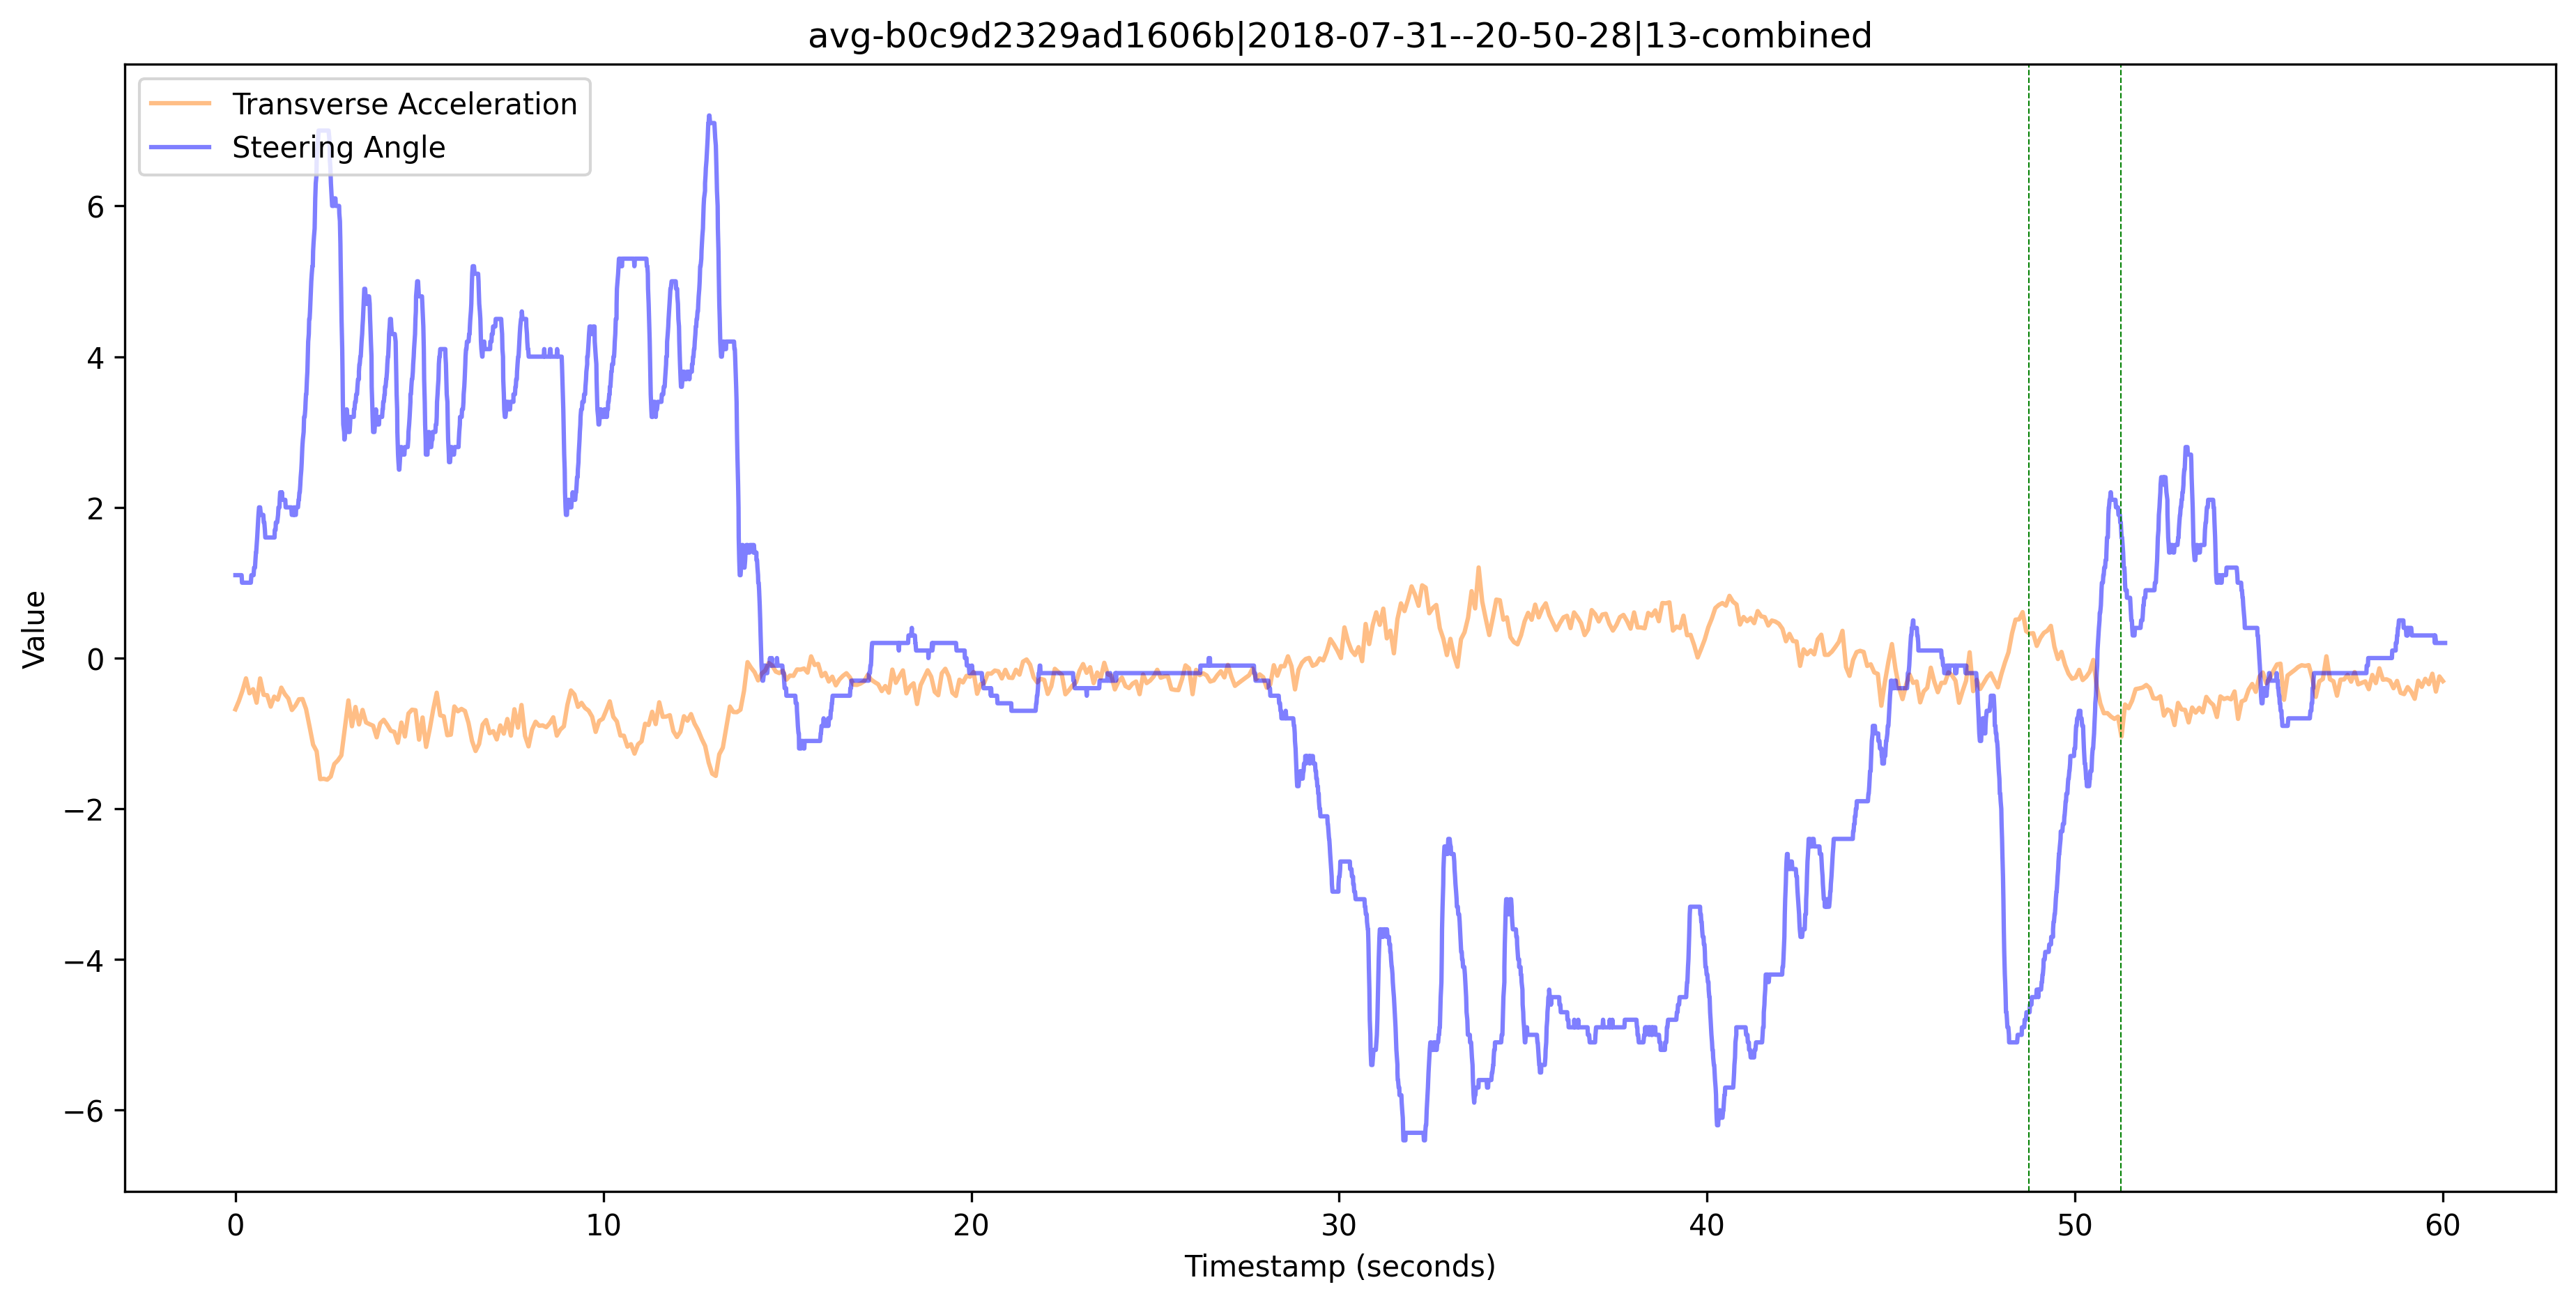 avg-b0c9d2329ad1606b|2018-07-31--20-50-28|13-combined
Transverse Acceleration
Steering Angle
6
4
2
0
−2
−4
−6
Value
0 10 20 30 40 50 60
Timestamp (seconds)